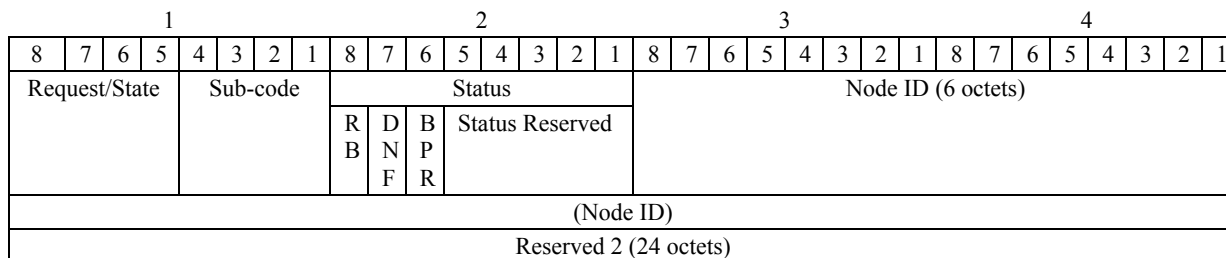 1 2 3 4
8 7 6 5 4 3 2 1 8 7 6 5 4 3 2 1 8 7 6 5 4 3 2 1 8 7 6 5 4 3 2 1
Request/State Sub-code Status Node ID (6 octets)
R D B Status Reserved
B N P
F R
(Node ID)
Reserved 2 (24 octets)